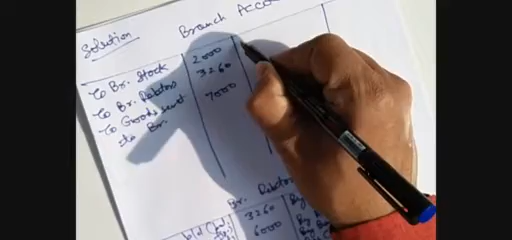 Solution
Branch Acco
To Br. Stock 2000
To Br. Debtors 3260
To Goods sent 7000
to Br.
Br. Debtors
3260
6000